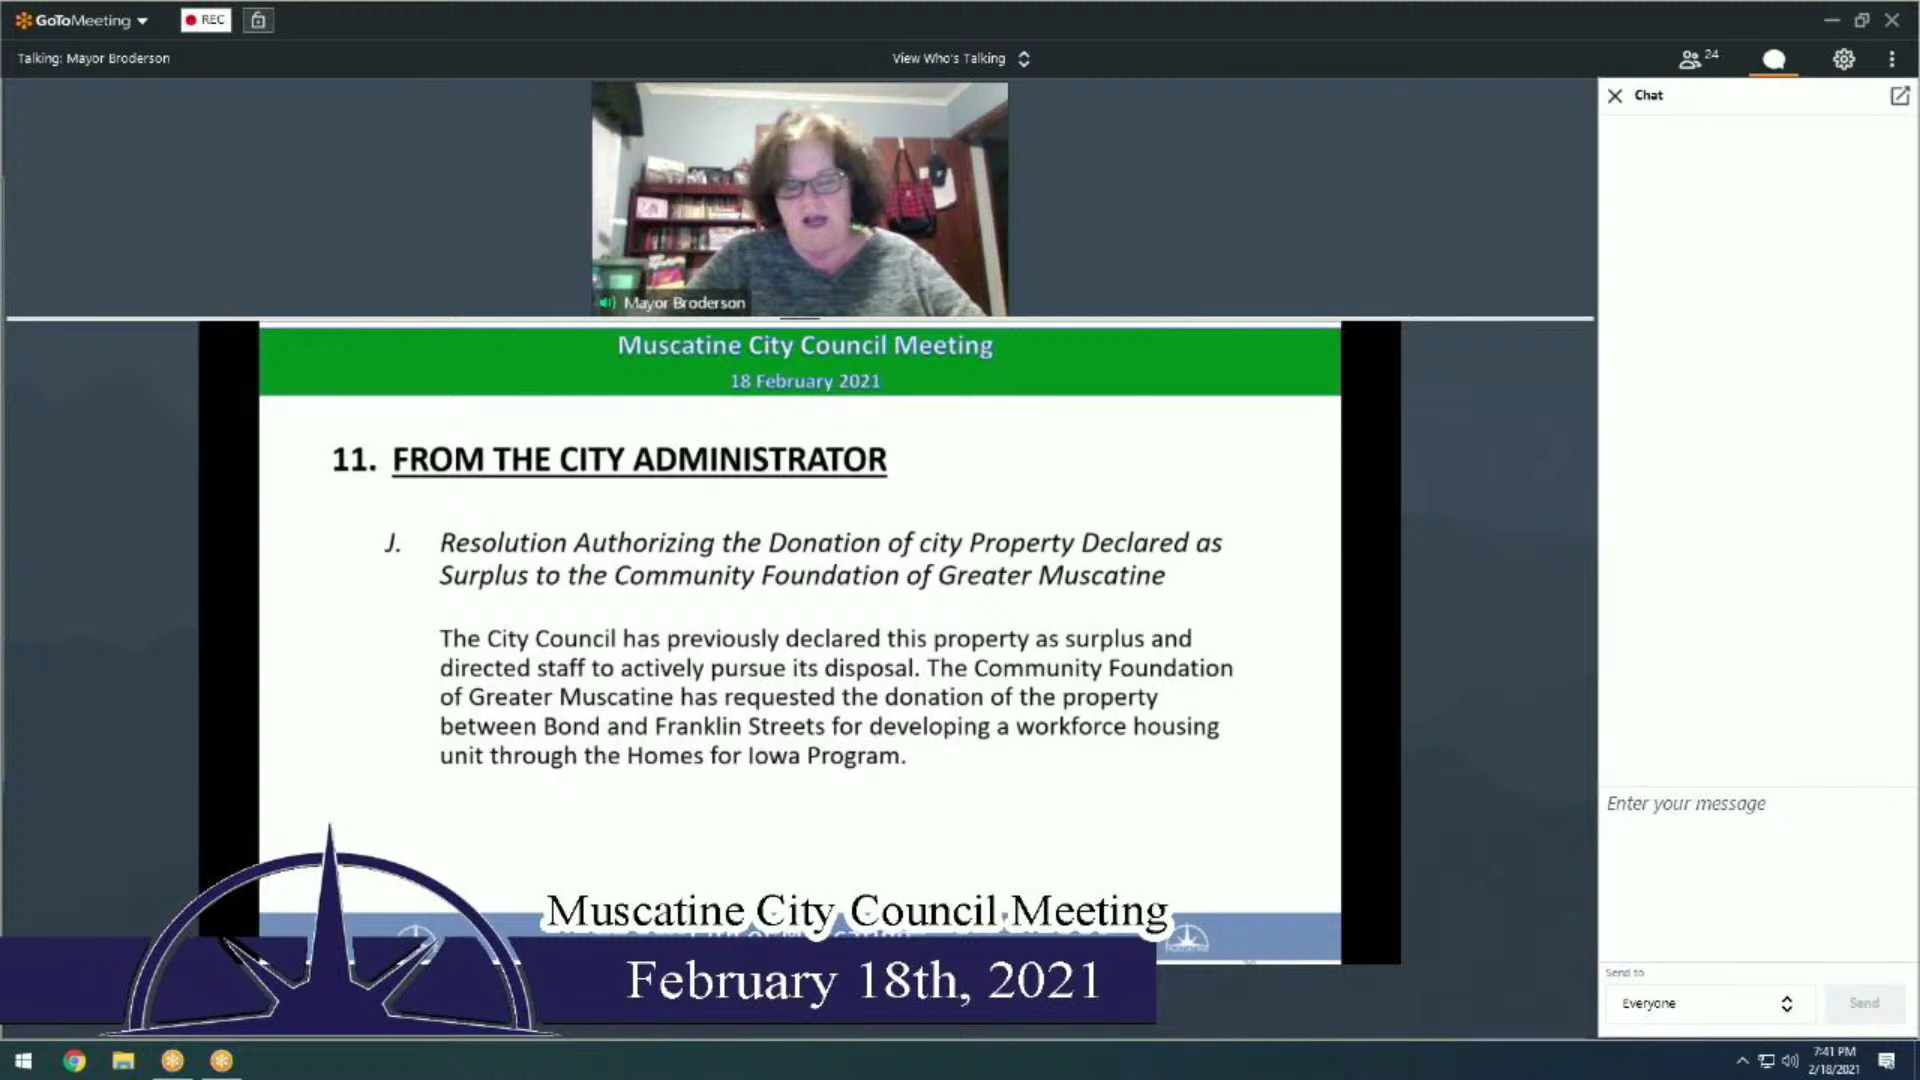 GoToMeeting
REC
Talking: Mayor Broderson
View Who's Talking
24
Chat
Mayor Broderson
Muscatine City Council Meeting
18 February 2021
11. FROM THE CITY ADMINISTRATOR
J. Resolution Authorizing the Donation of city Property Declared as
Surplus to the Community Foundation of Greater Muscatine
The City Council has previously declared this property as surplus and
directed staff to actively pursue its disposal. The Community Foundation
of Greater Muscatine has requested the donation of the property
between Bond and Franklin Streets for developing a workforce housing
unit through the Homes for Iowa Program.
Muscatine City Council Meeting
February 18th, 2021
Enter your message
Send to
Everyone
Send
7:41 PM
2/18/2021